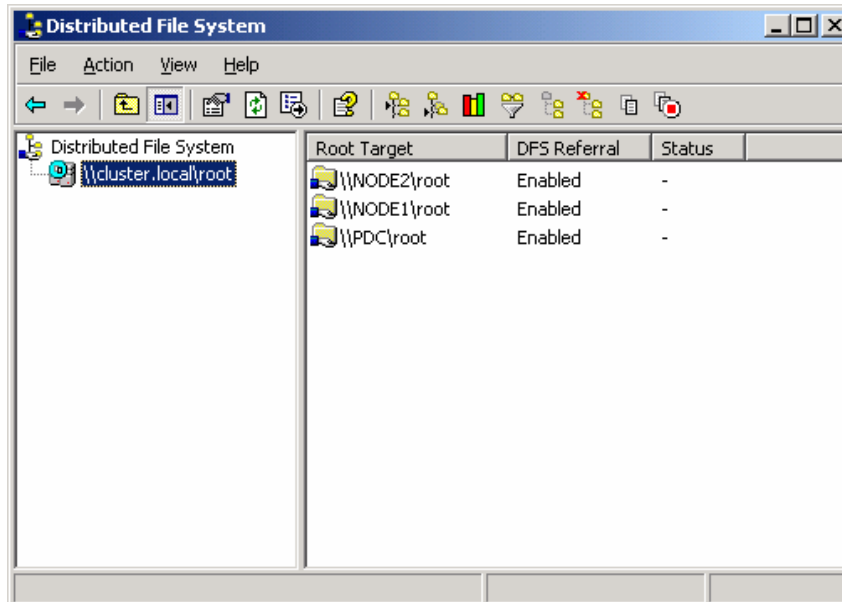 Distributed File System
File Action View Help
Distributed File System
\\cluster.local\root
Root Target DFS Referral Status
\\NODE2\root Enabled -
\\NODE1\root Enabled -
\\PDC\root Enabled -